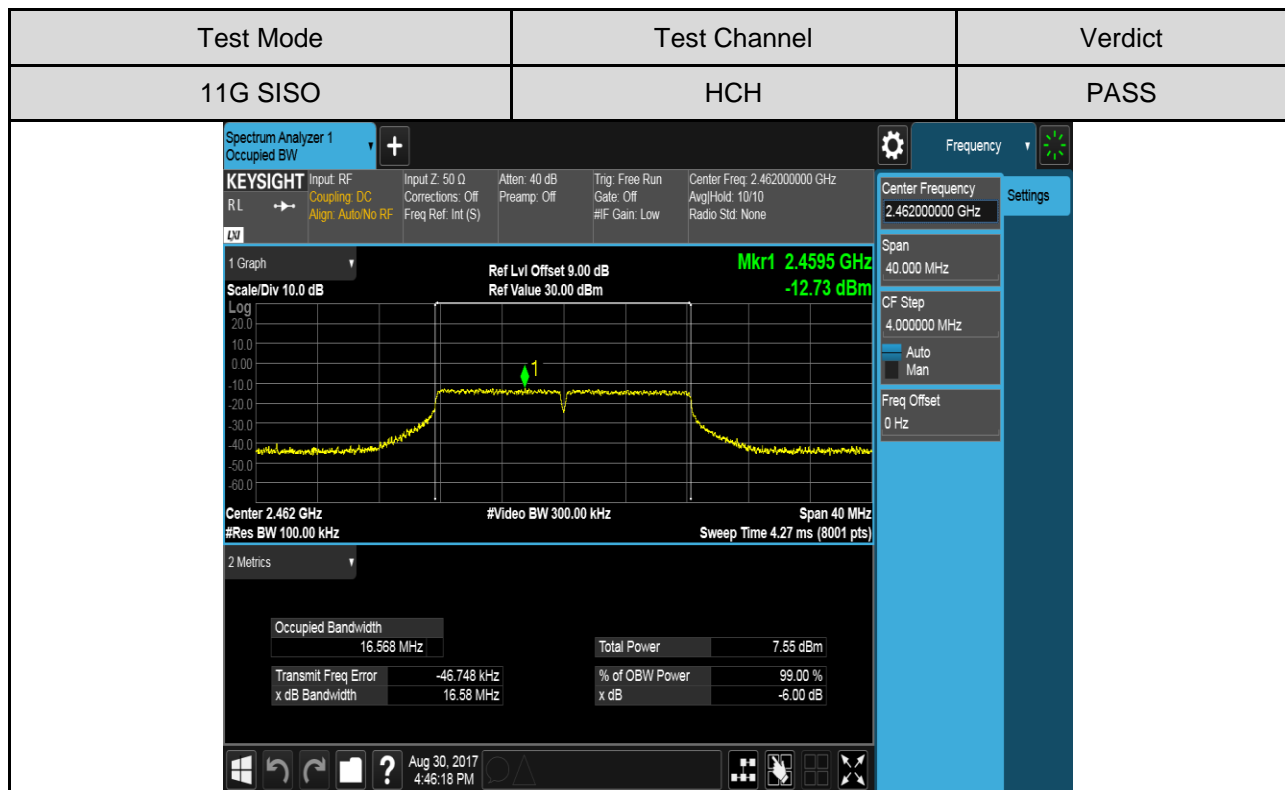 Test Mode Test Channel Verdict
11G SISO HCH PASS
Spectrum Analyzer 1
Occupied BW
+
Frequency
KEYSIGHT
R L
LXI
Input: RF
Coupling: DC
Align: Auto/No RF
Input Z: 50 Ω
Corrections: Off
Freq Ref: Int (S)
Atten: 40 dB
Preamp: Off
Trig: Free Run
Gate: Off
#IF Gain: Low
Center Freq: 2.462000000 GHz
Avg|Hold: 10/10
Radio Std: None
Center Frequency
2.462000000 GHz
Settings
Span
40.000 MHz
CF Step
4.000000 MHz
Auto
Man
Freq Offset
0 Hz
1 Graph
Scale/Div 10.0 dB
Ref Lvl Offset 9.00 dB
Ref Value 30.00 dBm
Mkr1 2.4595 GHz
-12.73 dBm
Log
20.0
10.0
0.00
-10.0
-20.0
-30.0
-40.0
-50.0
-60.0
1
Center 2.462 GHz #Video BW 300.00 kHz Span 40 MHz
#Res BW 100.00 kHz Sweep Time 4.27 ms (8001 pts)
2 Metrics
Occupied Bandwidth
16.568 MHz
Total Power 7.55 dBm
Transmit Freq Error -46.748 kHz % of OBW Power 99.00 %
x dB Bandwidth 16.58 MHz x dB -6.00 dB
?
Aug 30, 2017
4:46:18 PM